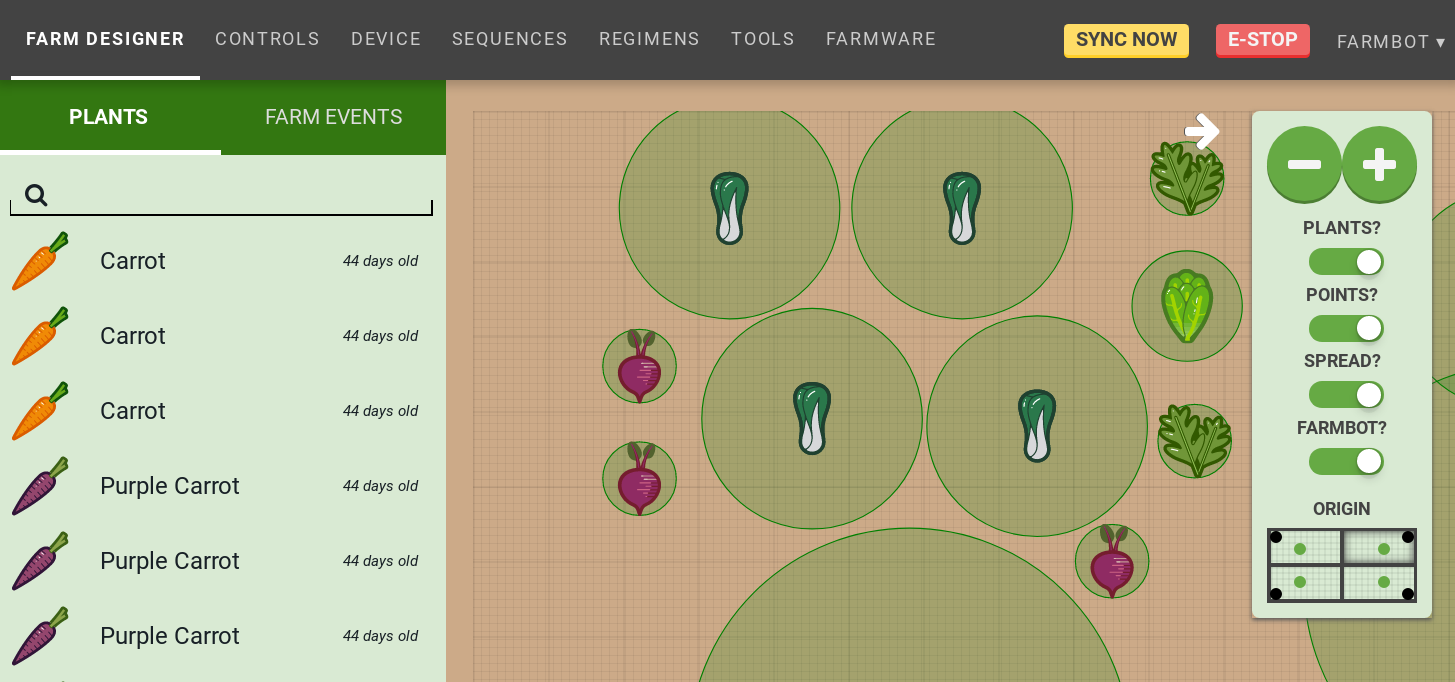 FARM DESIGNER CONTROLS DEVICE SEQUENCES REGIMENS TOOLS FARMWARE SYNC NOW E-STOP FARMBOT ▾
PLANTS FARM EVENTS
Carrot 44 days old
Carrot 44 days old
Carrot 44 days old
Purple Carrot 44 days old
Purple Carrot 44 days old
Purple Carrot 44 days old
PLANTS?
POINTS?
SPREAD?
FARMBOT?
ORIGIN